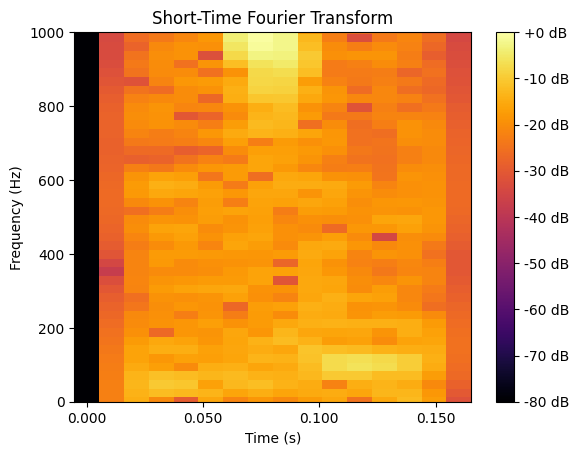 Short-Time Fourier Transform
Frequency (Hz)
1000
800
600
400
200
0
0.000
0.050
0.100
0.150
Time (s)
+0 dB
-10 dB
-20 dB
-30 dB
-40 dB
-50 dB
-60 dB
-70 dB
-80 dB